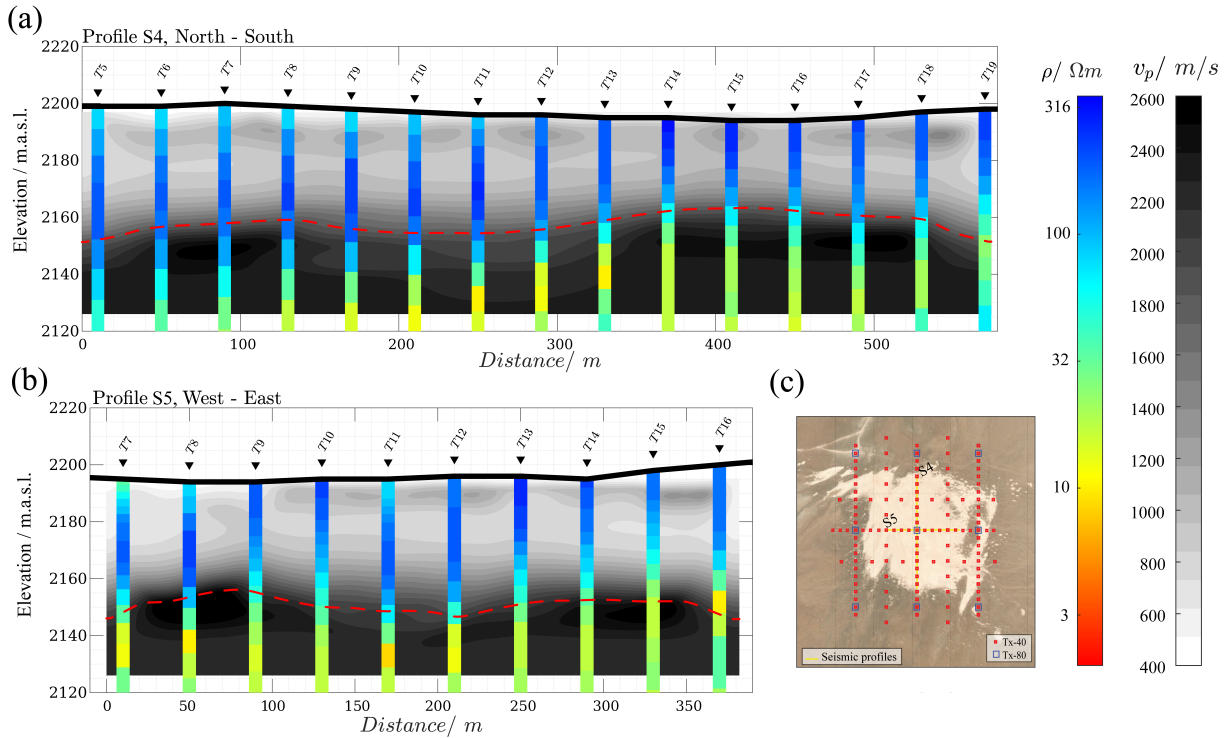 (a)
Profile S4, North - South
2220
2200
2180
2160
2140
2120
Elevation / m.a.s.l.
T5 T6 T7 T8 T9 T10 T11 T12 T13 T14 T15 T16 T17 T18 T19
0 100 200 300 400 500
Distance/ m
ρ/ Ωm
316
100
32
10
3
v_p/ m/s
2600
2400
2200
2000
1800
1600
1400
1200
1000
800
600
400
(b)
Profile S5, West - East
2220
2200
2180
2160
2140
2120
Elevation / m.a.s.l.
T7 T8 T9 T10 T11 T12 T13 T14 T15 T16
0 50 100 150 200 250 300 350
Distance/ m
(c)
S4
S5
Seismic profiles
Tx-40
Tx-80